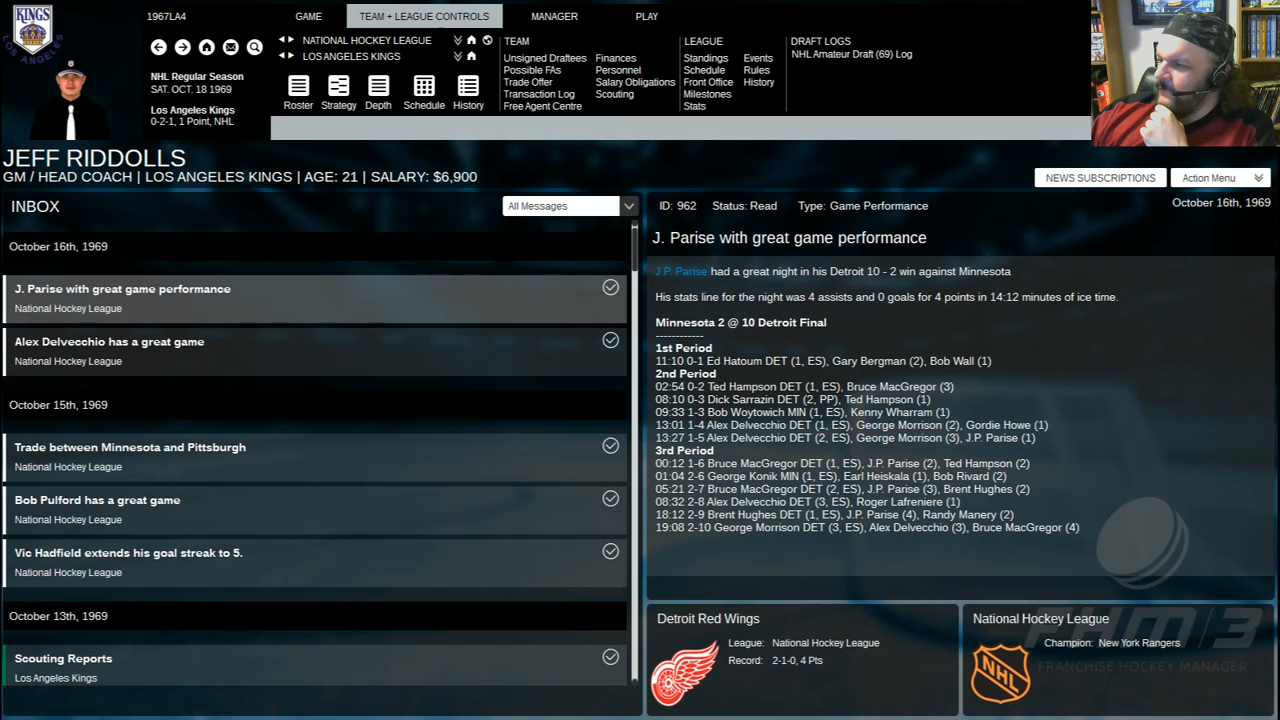 KINGS
LOS ANGELES
1967LA4
GAME
TEAM + LEAGUE CONTROLS
MANAGER
PLAY
NATIONAL HOCKEY LEAGUE
LOS ANGELES KINGS
NHL Regular Season
SAT. OCT. 18 1969
Los Angeles Kings
0-2-1, 1 Point, NHL
Roster
Strategy
Depth
Schedule
History
TEAM
Unsigned Draftees
Possible FAs
Trade Offer
Transaction Log
Free Agent Centre
Finances
Personnel
Salary Obligations
Scouting
LEAGUE
Standings
Schedule
Front Office
Milestones
Stats
Events
Rules
History
DRAFT LOGS
NHL Amateur Draft (69) Log
JEFF RIDDOLLS
GM / HEAD COACH | LOS ANGELES KINGS | AGE: 21 | SALARY: $6,900
NEWS SUBSCRIPTIONS
Action Menu
INBOX
All Messages
October 16th, 1969
J. Parise with great game performance
National Hockey League
Alex Delvecchio has a great game
National Hockey League
October 15th, 1969
Trade between Minnesota and Pittsburgh
National Hockey League
Bob Pulford has a great game
National Hockey League
Vic Hadfield extends his goal streak to 5.
National Hockey League
October 13th, 1969
Scouting Reports
Los Angeles Kings
ID: 962 Status: Read Type: Game Performance
October 16th, 1969
J. Parise with great game performance
J.P. Parise had a great night in his Detroit 10 - 2 win against Minnesota
His stats line for the night was 4 assists and 0 goals for 4 points in 14:12 minutes of ice time.
Minnesota 2 @ 10 Detroit Final
------------
1st Period
11:10 0-1 Ed Hatoum DET (1, ES), Gary Bergman (2), Bob Wall (1)
2nd Period
02:54 0-2 Ted Hampson DET (1, ES), Bruce MacGregor (3)
08:10 0-3 Dick Sarrazin DET (2, PP), Ted Hampson (1)
09:33 1-3 Bob Woytowich MIN (1, ES), Kenny Wharram (1)
13:01 1-4 Alex Delvecchio DET (1, ES), George Morrison (2), Gordie Howe (1)
13:27 1-5 Alex Delvecchio DET (2, ES), George Morrison (3), J.P. Parise (1)
3rd Period
00:12 1-6 Bruce MacGregor DET (1, ES), J.P. Parise (2), Ted Hampson (2)
01:04 2-6 George Konik MIN (1, ES), Earl Heiskala (1), Bob Rivard (2)
05:21 2-7 Bruce MacGregor DET (2, ES), J.P. Parise (3), Brent Hughes (2)
08:32 2-8 Alex Delvecchio DET (3, ES), Roger Lafreniere (1)
18:12 2-9 Brent Hughes DET (1, ES), J.P. Parise (4), Randy Manery (2)
19:08 2-10 George Morrison DET (3, ES), Alex Delvecchio (3), Bruce MacGregor (4)
Detroit Red Wings
League: National Hockey League
Record: 2-1-0, 4 Pts
National Hockey League
Champion: New York Rangers
NHL
FHM|3
FRANCHISE HOCKEY MANAGER